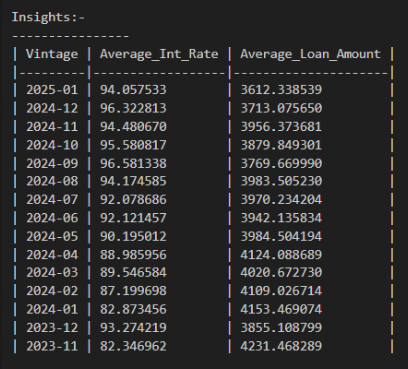 Insights:-
----------------
| Vintage | Average_Int_Rate | Average_Loan_Amount |
|---------|------------------|---------------------|
| 2025-01 | 94.057533 | 3612.338539 |
| 2024-12 | 96.322813 | 3713.075650 |
| 2024-11 | 94.480670 | 3956.373681 |
| 2024-10 | 95.580817 | 3879.849301 |
| 2024-09 | 96.581338 | 3769.669990 |
| 2024-08 | 94.174585 | 3983.505230 |
| 2024-07 | 92.078686 | 3970.234204 |
| 2024-06 | 92.121457 | 3942.135834 |
| 2024-05 | 90.195012 | 3984.504194 |
| 2024-04 | 88.985956 | 4124.088689 |
| 2024-03 | 89.546584 | 4020.672730 |
| 2024-02 | 87.199698 | 4109.026714 |
| 2024-01 | 82.873456 | 4153.469074 |
| 2023-12 | 93.274219 | 3855.108799 |
| 2023-11 | 82.346962 | 4231.468289 |